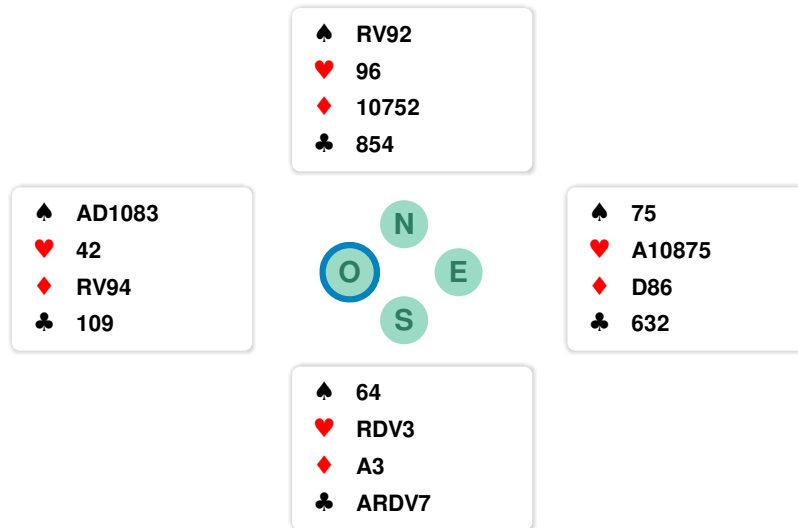 ♠ RV92
♥ 96
♦ 10752
♣ 854
♠ AD1083
♥ 42
♦ RV94
♣ 109
N
O
E
S
♠ 75
♥ A10875
♦ D86
♣ 632
♠ 64
♥ RDV3
♦ A3
♣ ARDV7